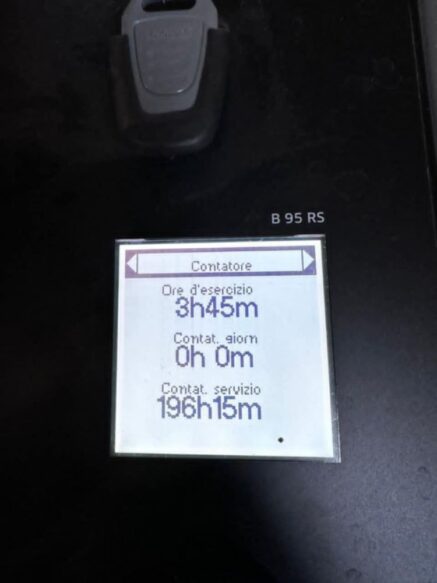 B 95 RS
Contatore
Ore d'esercizio
3h45m
Contat. giorn
0h 0m
Contat. servizio
196h15m